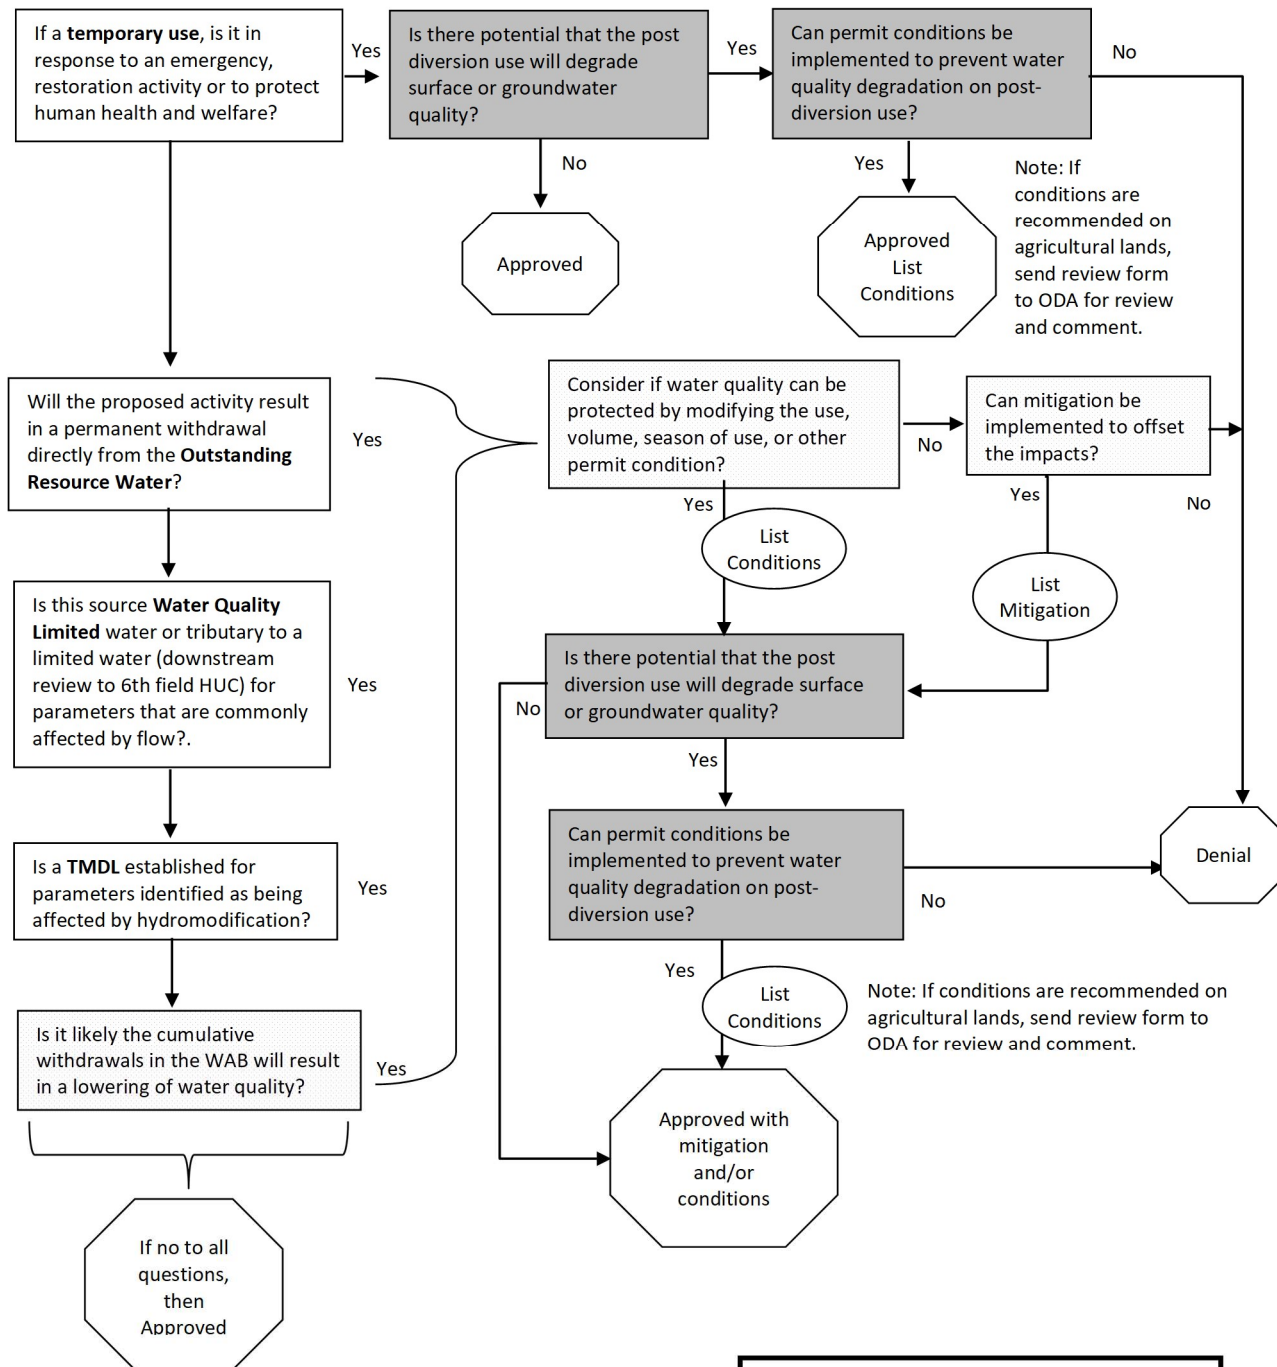 If a temporary use, is it in
response to an emergency,
restoration activity or to protect
human health and welfare?
Yes
Is there potential that the post
diversion use will degrade
surface or groundwater
quality?
Yes
Can permit conditions be
implemented to prevent water
quality degradation on post-
diversion use?
No
No
Approved
Yes
Approved
List
Conditions
Note: If
conditions are
recommended on
agricultural lands,
send review form
to ODA for review
and comment.
Will the proposed activity result
in a permanent withdrawal
directly from the Outstanding
Resource Water?
Yes
Consider if water quality can be
protected by modifying the use,
volume, season of use, or other
permit condition?
No
Can mitigation be
implemented to offset
the impacts?
No
Yes
List
Conditions
Yes
List
Mitigation
Is this source Water Quality
Limited water or tributary to a
limited water (downstream
review to 6th field HUC) for
parameters that are commonly
affected by flow?.
Yes
Is there potential that the post
diversion use will degrade surface
or groundwater quality?
No
Yes
Is a TMDL established for
parameters identified as being
affected by hydromodification?
Yes
Can permit conditions be
implemented to prevent water
quality degradation on post-
diversion use?
No
Denial
Yes
List
Conditions
Note: If conditions are recommended on
agricultural lands, send review form to
ODA for review and comment.
Is it likely the cumulative
withdrawals in the WAB will result
in a lowering of water quality?
Yes
Approved with
mitigation
and/or
conditions
If no to all
questions,
then
Approved